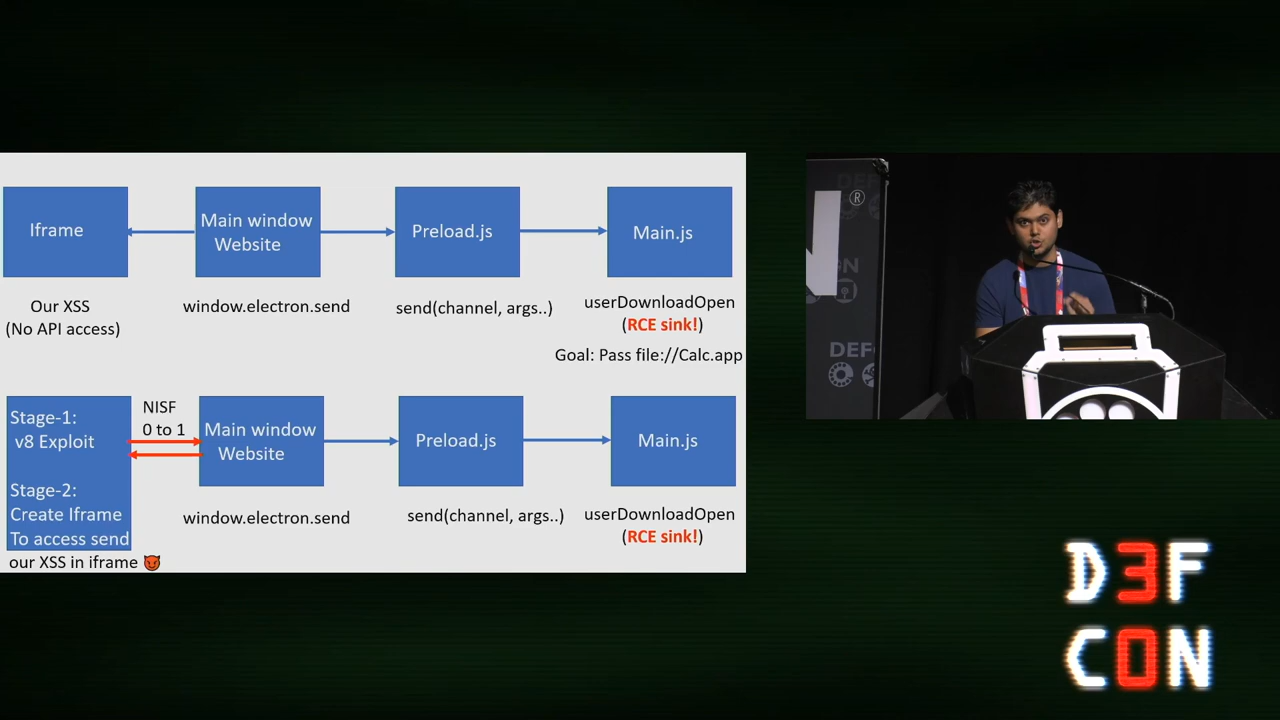 Iframe
Main window
Website
Preload.js
Main.js
Our XSS
(No API access)
window.electron.send
send(channel, args..)
userDownloadOpen
(RCE sink!)
Goal: Pass file://Calc.app
Stage-1:
v8 Exploit
Stage-2:
Create Iframe
To access send
our XSS in iframe 😈
NISF
0 to 1
Main window
Website
Preload.js
Main.js
window.electron.send
send(channel, args..)
userDownloadOpen
(RCE sink!)
N®
ON
DEF
D3F
C0N